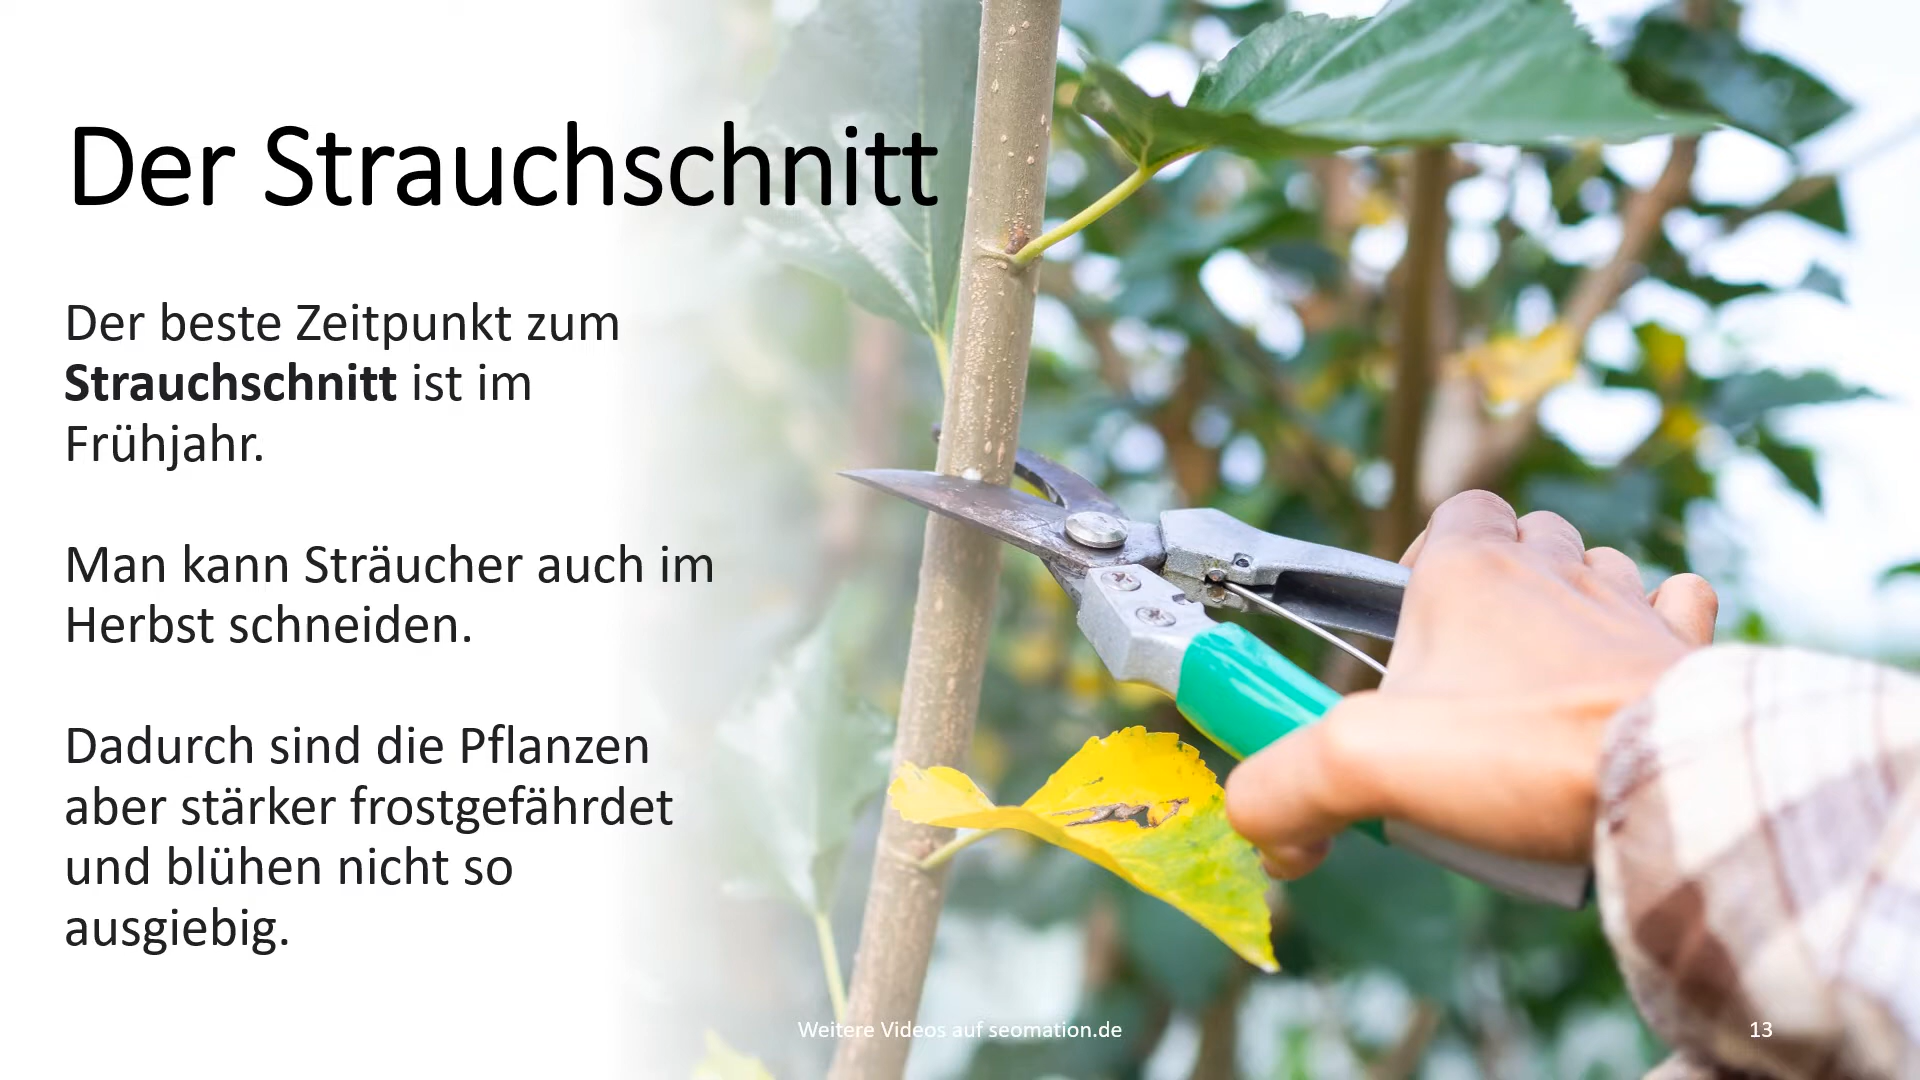 Der Strauchschnitt
Der beste Zeitpunkt zum
Strauchschnitt ist im
Frühjahr.
Man kann Sträucher auch im
Herbst schneiden.
Dadurch sind die Pflanzen
aber stärker frostgefährdet
und blühen nicht so
ausgiebig.
Weitere Videos auf seomation.de
13